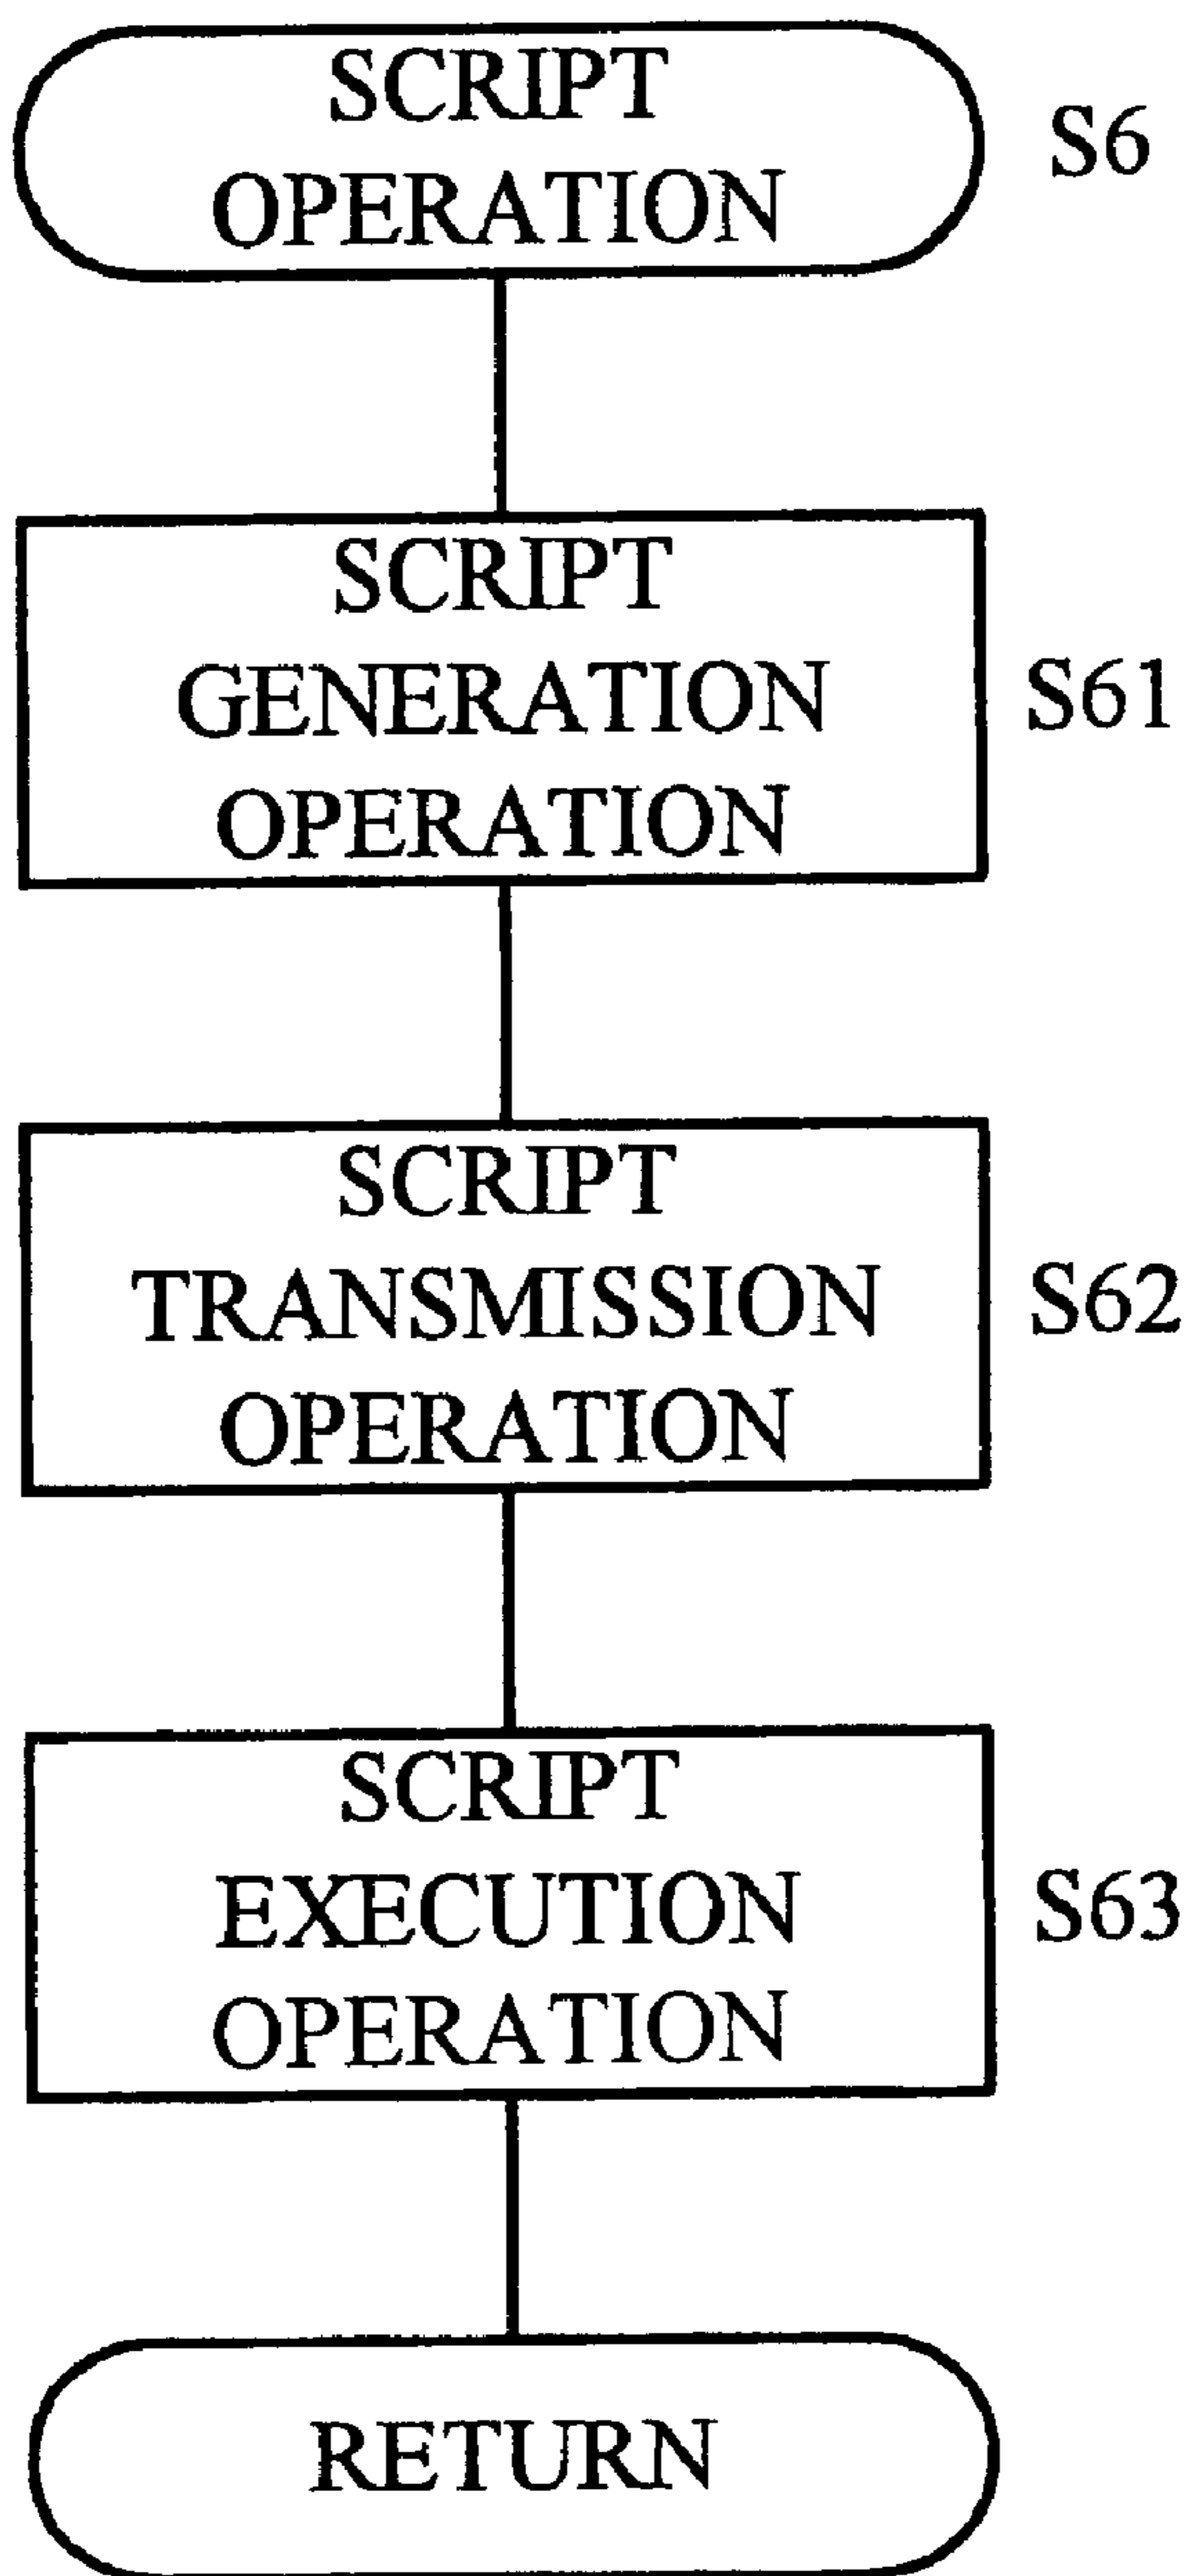 SCRIPT
OPERATION
S6
SCRIPT
GENERATION
OPERATION
S61
SCRIPT
TRANSMISSION
OPERATION
S62
SCRIPT
EXECUTION
OPERATION
S63
RETURN